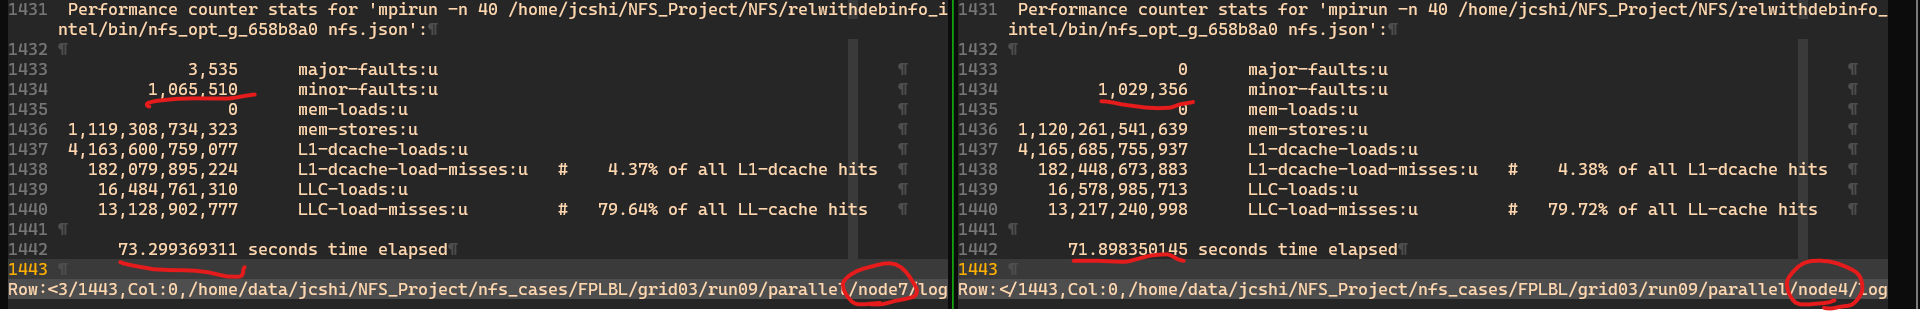 1431  Performance counter stats for 'mpirun -n 40 /home/jcshi/NFS_Project/NFS/relwithdebinfo_i
ntel/bin/nfs_opt_g_658b8a0 nfs.json':¶
1432 ¶
1433 3,535 major-faults:u ¶
1434 1,065,510 minor-faults:u ¶
1435 0 mem-loads:u ¶
1436 1,119,308,734,323 mem-stores:u ¶
1437 4,163,600,759,077 L1-dcache-loads:u ¶
1438 182,079,895,224 L1-dcache-load-misses:u # 4.37% of all L1-dcache hits ¶
1439 16,484,761,310 LLC-loads:u ¶
1440 13,128,902,777 LLC-load-misses:u # 79.64% of all LL-cache hits ¶
1441 ¶
1442 73.299369311 seconds time elapsed¶
1443 ¶
Row:<3/1443,Col:0,/home/data/jcshi/NFS_Project/nfs_cases/FPLBL/grid03/run09/parallel/node7/log
1431  Performance counter stats for 'mpirun -n 40 /home/jcshi/NFS_Project/NFS/relwithdebinfo_
intel/bin/nfs_opt_g_658b8a0 nfs.json':¶
1432 ¶
1433 0 major-faults:u ¶
1434 1,029,356 minor-faults:u ¶
1435 0 mem-loads:u ¶
1436 1,120,261,541,639 mem-stores:u ¶
1437 4,165,685,755,937 L1-dcache-loads:u ¶
1438 182,448,673,883 L1-dcache-load-misses:u # 4.38% of all L1-dcache hits ¶
1439 16,578,985,713 LLC-loads:u ¶
1440 13,217,240,998 LLC-load-misses:u # 79.72% of all LL-cache hits ¶
1441 ¶
1442 71.898350145 seconds time elapsed¶
1443 ¶
Row:</1443,Col:0,/home/data/jcshi/NFS_Project/nfs_cases/FPLBL/grid03/run09/parallel/node4/log